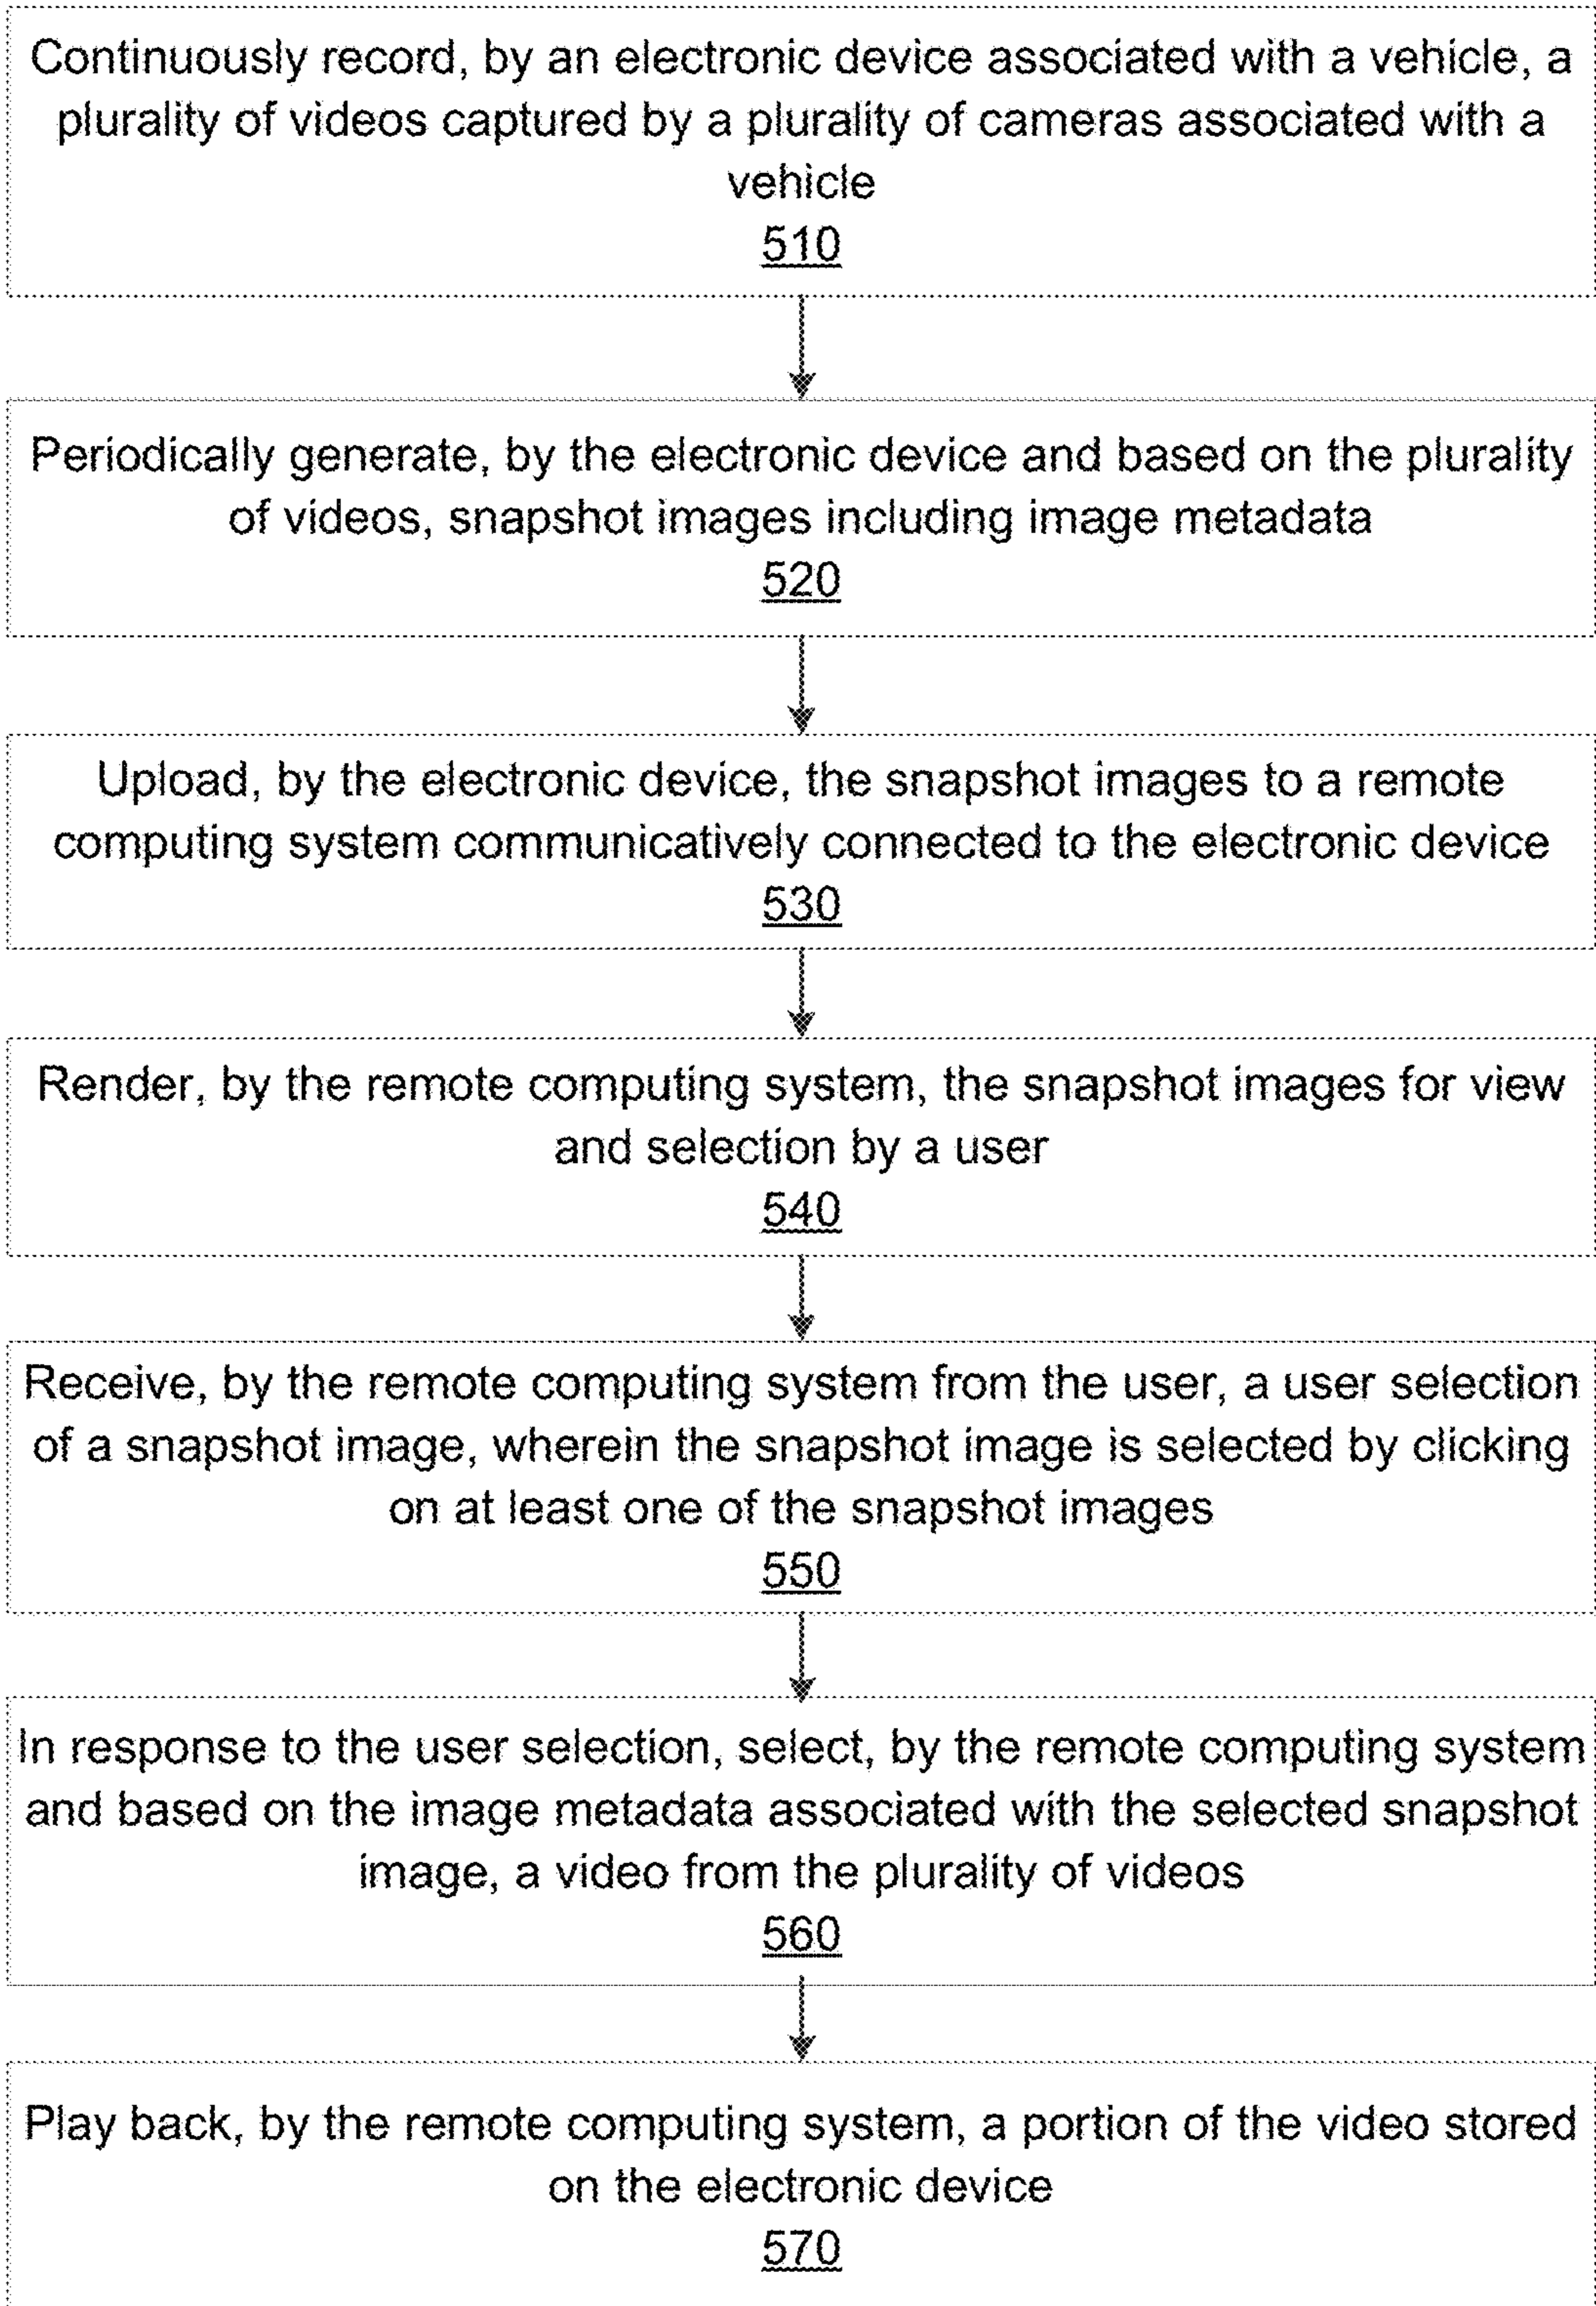 Continuously record, by an electronic device associated with a vehicle, a
plurality of videos captured by a plurality of cameras associated with a
vehicle
510
Periodically generate, by the electronic device and based on the plurality
of videos, snapshot images including image metadata
520
Upload, by the electronic device, the snapshot images to a remote
computing system communicatively connected to the electronic device
530
Render, by the remote computing system, the snapshot images for view
and selection by a user
540
Receive, by the remote computing system from the user, a user selection
of a snapshot image, wherein the snapshot image is selected by clicking
on at least one of the snapshot images
550
In response to the user selection, select, by the remote computing system
and based on the image metadata associated with the selected snapshot
image, a video from the plurality of videos
560
Play back, by the remote computing system, a portion of the video stored
on the electronic device
570